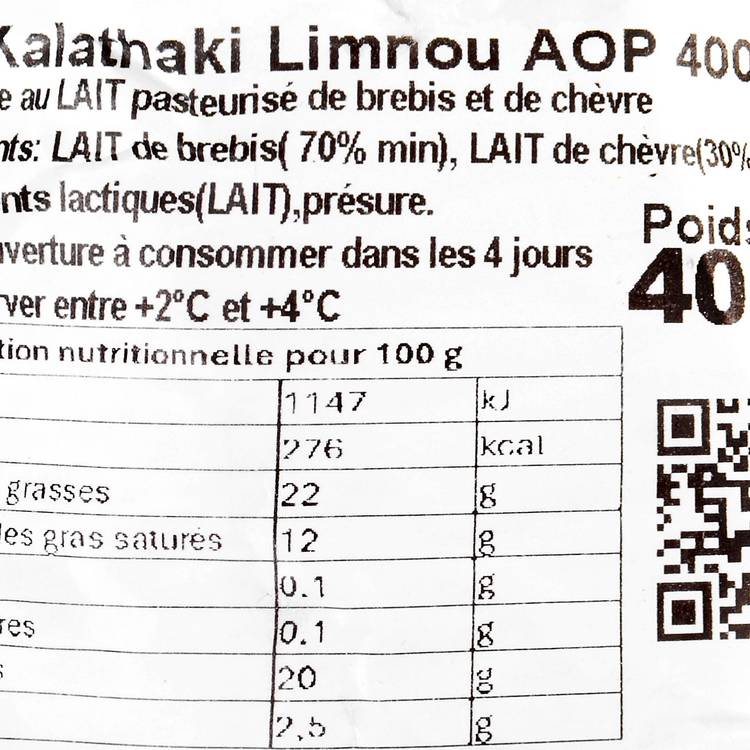 Kalathaki Limnou AOP 400
e au LAIT pasteurisé de brebis et de chèvre
nts: LAIT de brebis( 70% min), LAIT de chèvre(30%
nts lactiques(LAIT),présure.
uverture à consommer dans les 4 jours
rver entre +2°C et +4°C
Poids
40
tion nutritionnelle pour 100 g
1147 kJ
276 kcal
grasses 22 g
des gras saturés 12 g
0.1 g
res 0.1 g
s 20 g
2,5 g